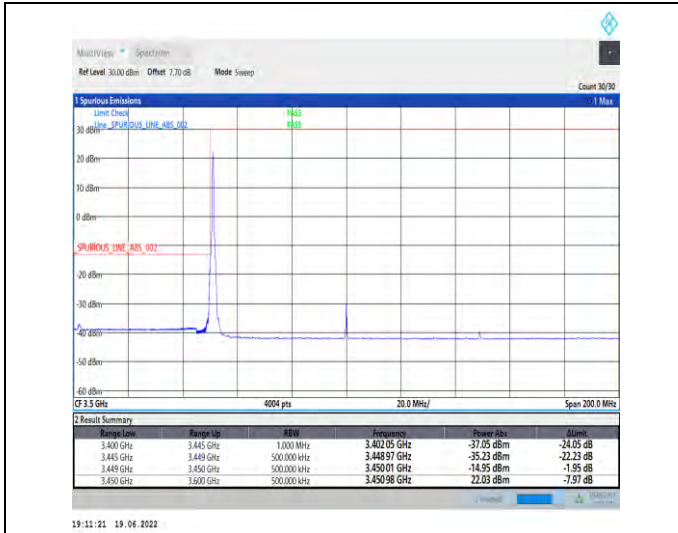 MultiView Spectrum
Ref Level 30.00 dBm Offset 7.70 dB Mode Sweep
Count 30/30
1 Spurious Emissions 1 Max
Limit Check PASS
Line _SPURIOUS_LINE_ABS_002 PASS
30 dBm
20 dBm
10 dBm
0 dBm
_SPURIOUS_LINE_ABS_002
-20 dBm
-30 dBm
-40 dBm
-50 dBm
-60 dBm
CF 3.5 GHz 4004 pts 20.0 MHz/ Span 200.0 MHz
2 Result Summary
Range Low Range Up RBW Frequency Power Abs ΔLimit
3.400 GHz 3.445 GHz 1.000 MHz 3.402 05 GHz -37.05 dBm -24.05 dB
3.445 GHz 3.449 GHz 500.000 kHz 3.448 97 GHz -35.23 dBm -22.23 dB
3.449 GHz 3.450 GHz 500.000 kHz 3.450 01 GHz -14.95 dBm -1.95 dB
3.450 GHz 3.600 GHz 500.000 kHz 3.450 98 GHz 22.03 dBm -7.97 dB
19:11:21 19.06.2022